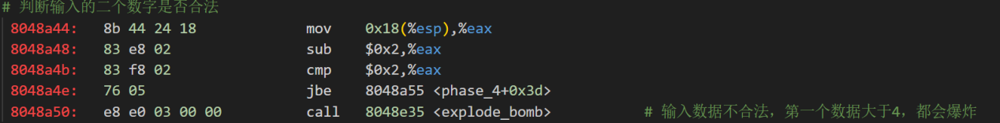 # 判断输入的二个数字是否合法
8048a44: 8b 44 24 18 mov 0x18(%esp),%eax
8048a48: 83 e8 02 sub $0x2,%eax
8048a4b: 83 f8 02 cmp $0x2,%eax
8048a4e: 76 05 jbe 8048a55 <phase_4+0x3d>
8048a50: e8 e0 03 00 00 call 8048e35 <explode_bomb> # 输入数据不合法，第一个数据大于4，都会爆炸